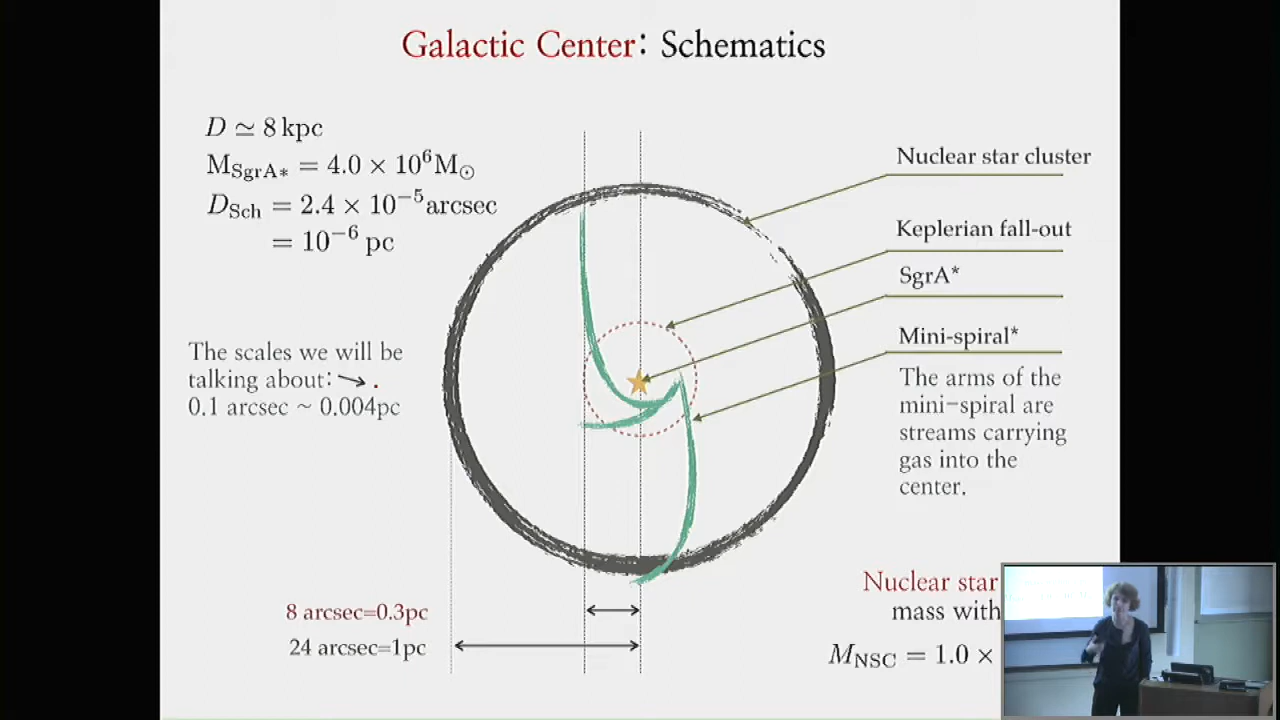 Galactic Center: Schematics
D ≃ 8 kpc
M_SgrA* = 4.0 × 10^6 M_⊙
D_Sch = 2.4 × 10^-5 arcsec
= 10^-6 pc
Nuclear star cluster
Keplerian fall-out
SgrA*
Mini-spiral*
The arms of the
mini-spiral are
streams carrying
gas into the
center.
The scales we will be
talking about:
0.1 arcsec ~ 0.004pc
8 arcsec=0.3pc
24 arcsec=1pc
Nuclear star
mass with
M_NSC = 1.0 ×